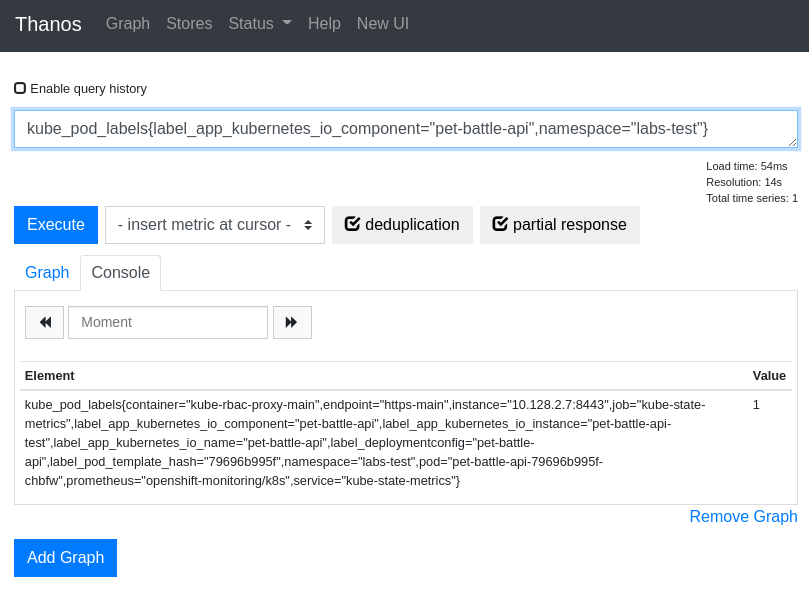 Thanos Graph Stores Status Help New UI
Enable query history
kube_pod_labels{label_app_kubernetes_io_component="pet-battle-api",namespace="labs-test"}
Load time: 54ms
Resolution: 14s
Total time series: 1
Execute - insert metric at cursor - deduplication partial response
Graph Console
Moment
Element Value
kube_pod_labels{container="kube-rbac-proxy-main",endpoint="https-main",instance="10.128.2.7:8443",job="kube-state- 1
metrics",label_app_kubernetes_io_component="pet-battle-api",label_app_kubernetes_io_instance="pet-battle-api-
test",label_app_kubernetes_io_name="pet-battle-api",label_deploymentconfig="pet-battle-
api",label_pod_template_hash="79696b995f",namespace="labs-test",pod="pet-battle-api-79696b995f-
chbfw",prometheus="openshift-monitoring/k8s",service="kube-state-metrics"}
Remove Graph
Add Graph